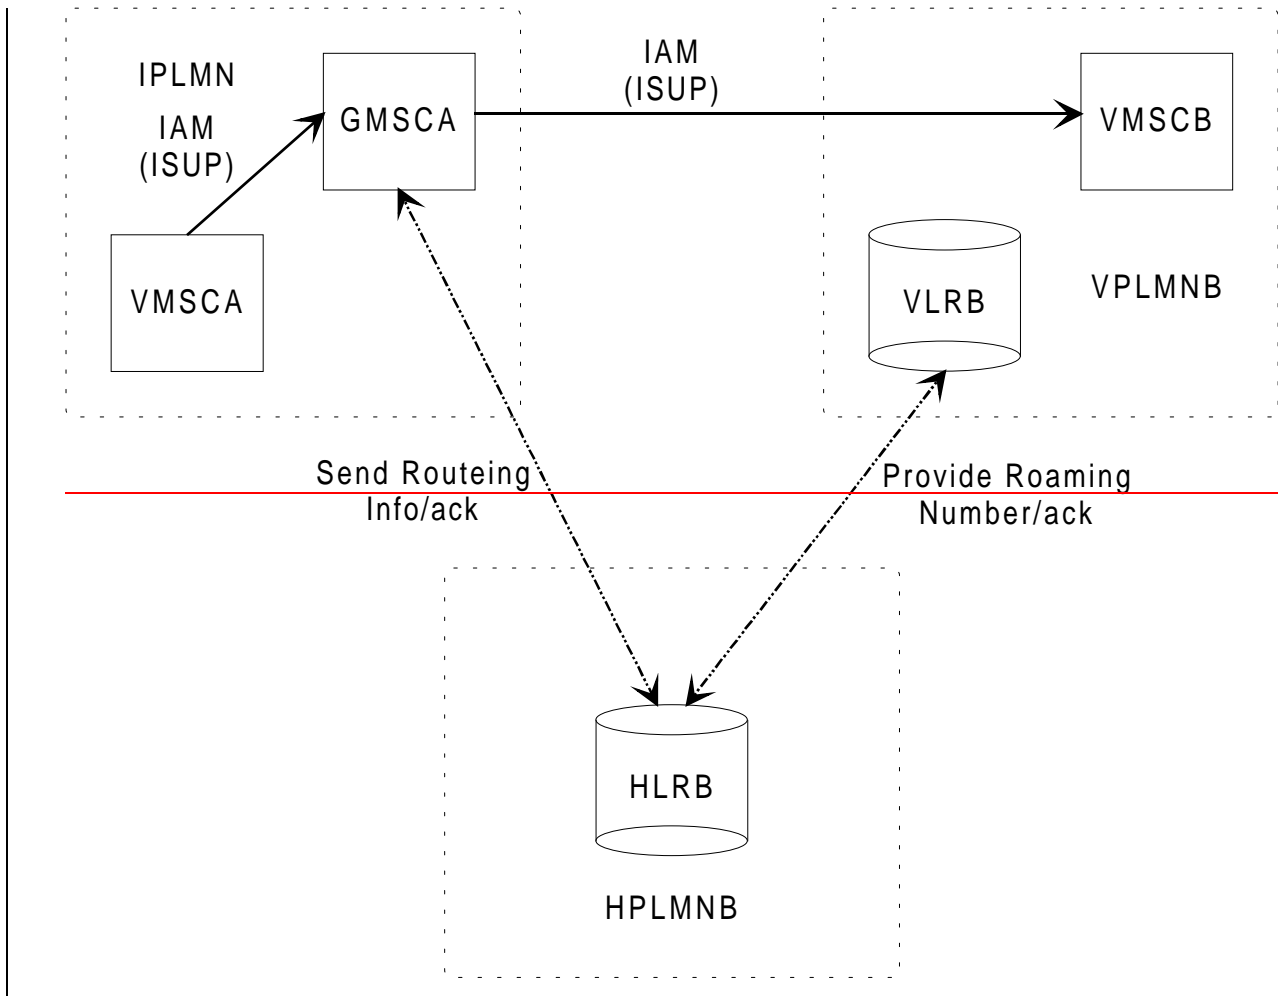 IPLMN
IAM
(ISUP)
GMSCA
VMSCA
IAM
(ISUP)
VMSCB
VLRB
VPLMNB
Send Routeing
Info/ack
Provide Roaming
Number/ack
HLRB
HPLMNB